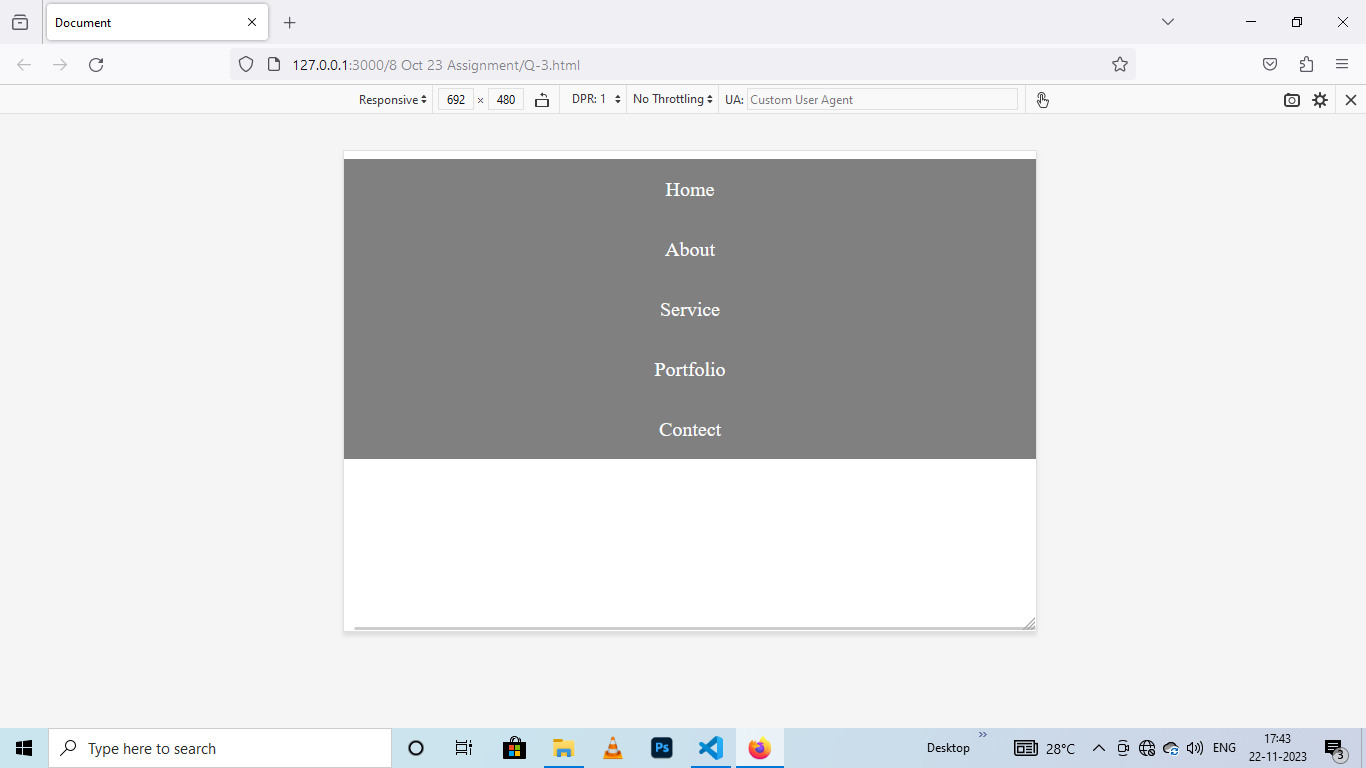 Document
127.0.0.1:3000/8 Oct 23 Assignment/Q-3.html
Responsive 692 × 480 DPR: 1 No Throttling UA: Custom User Agent
Home
About
Service
Portfolio
Contect
Type here to search
Ps
Desktop
28°C
ENG
17:43
22-11-2023
3